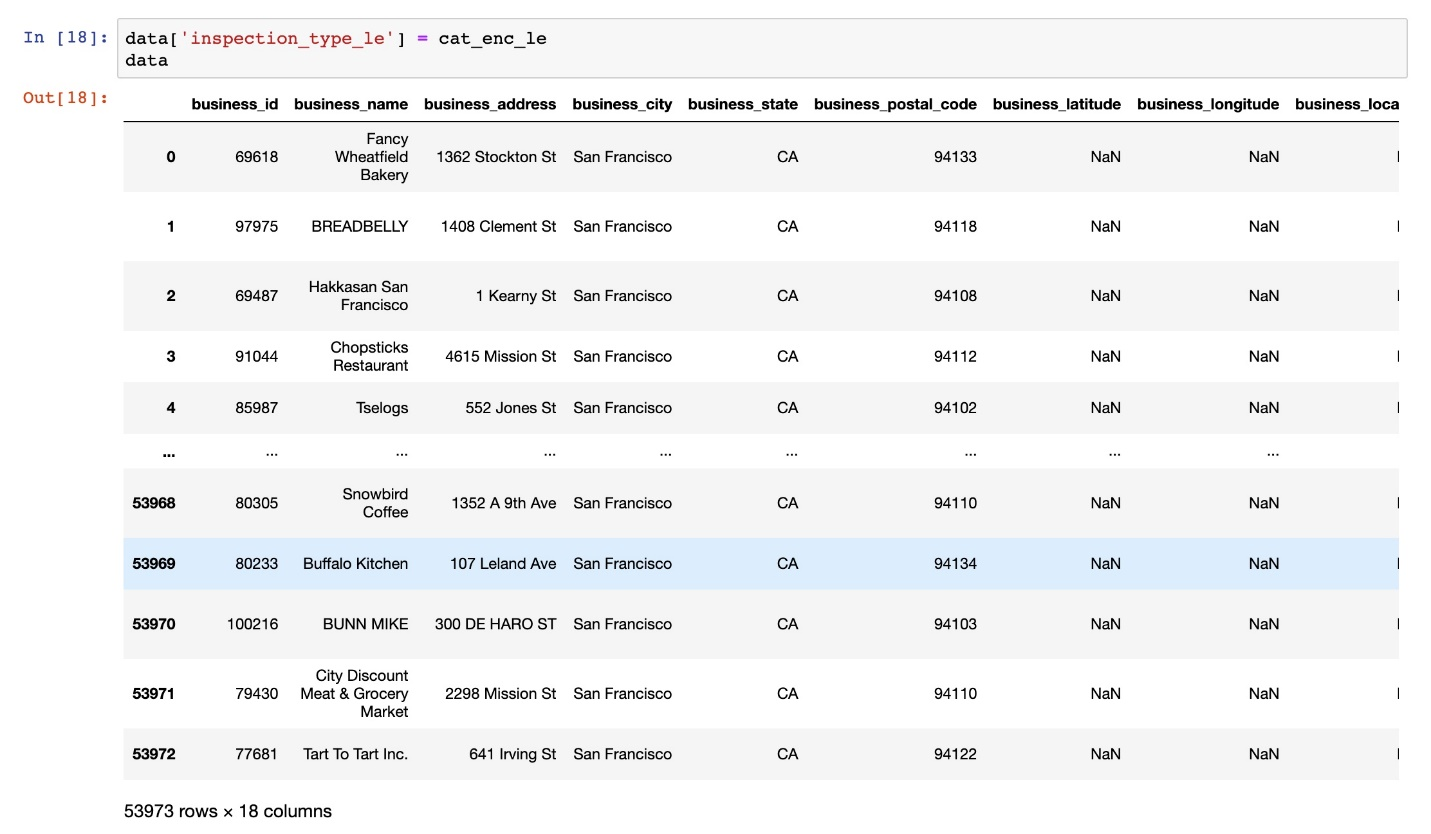 In [18]: data['inspection_type_le'] = cat_enc_le
data
Out[18]:
business_id business_name business_address business_city business_state business_postal_code business_latitude business_longitude business_loca
0 69618 Fancy Wheatfield Bakery 1362 Stockton St San Francisco CA 94133 NaN NaN
1 97975 BREADBELLY 1408 Clement St San Francisco CA 94118 NaN NaN
2 69487 Hakkasan San Francisco 1 Kearny St San Francisco CA 94108 NaN NaN
3 91044 Chopsticks Restaurant 4615 Mission St San Francisco CA 94112 NaN NaN
4 85987 Tselogs 552 Jones St San Francisco CA 94102 NaN NaN
... ... ... ... ... ... ... ... ...
53968 80305 Snowbird Coffee 1352 A 9th Ave San Francisco CA 94110 NaN NaN
53969 80233 Buffalo Kitchen 107 Leland Ave San Francisco CA 94134 NaN NaN
53970 100216 BUNN MIKE 300 DE HARO ST San Francisco CA 94103 NaN NaN
53971 79430 City Discount Meat & Grocery Market 2298 Mission St San Francisco CA 94110 NaN NaN
53972 77681 Tart To Tart Inc. 641 Irving St San Francisco CA 94122 NaN NaN
53973 rows × 18 columns